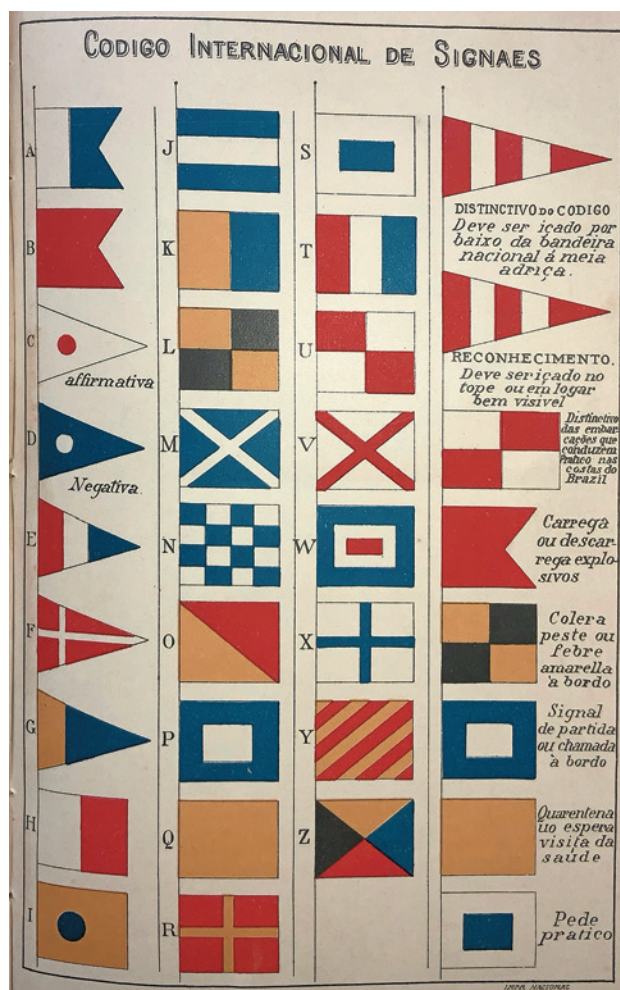 CODIGO INTERNACIONAL DE SIGNAES
A
B
C
affirmativa
D
Negativa.
E
F
G
H
I
J
K
L
M
N
O
P
Q
R
S
T
U
V
W
X
Y
Z
DISTINCTIVO DO CODIGO
Deve ser içado por
baixo da bandeira
nacional á meia
adriça.
RECONHECIMENTO.
Deve ser içado no
tope ou em logar
bem visivel
Distinctivo
das embar-
cações que
conduzem
Pratico nas
costas do
Brazil
Carrega
ou descar-
rega explo-
sivos
Colera
peste ou
febre
amarella
'a bordo
Signal
de partida
ou chamada
à bordo
Quarentena
uo espera
visita da
saúde
Pede
pratico
IMPR NACIONAL